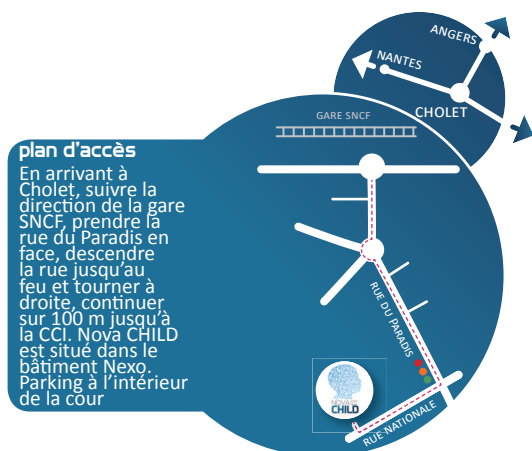 ANGERS
NANTES
CHOLET
GARE SNCF
plan d'accès
En arrivant à
Cholet, suivre la
direction de la gare
SNCF, prendre la
rue du Paradis en
face, descendre
la rue jusqu'au
feu et tourner à
droite, continuer
sur 100 m jusqu'à
la CCI. Nova CHILD
est situé dans le
bâtiment Nexo.
Parking à l'intérieur
de la cour
RUE DU PARADIS
NOVA
CHILD
RUE NATIONALE